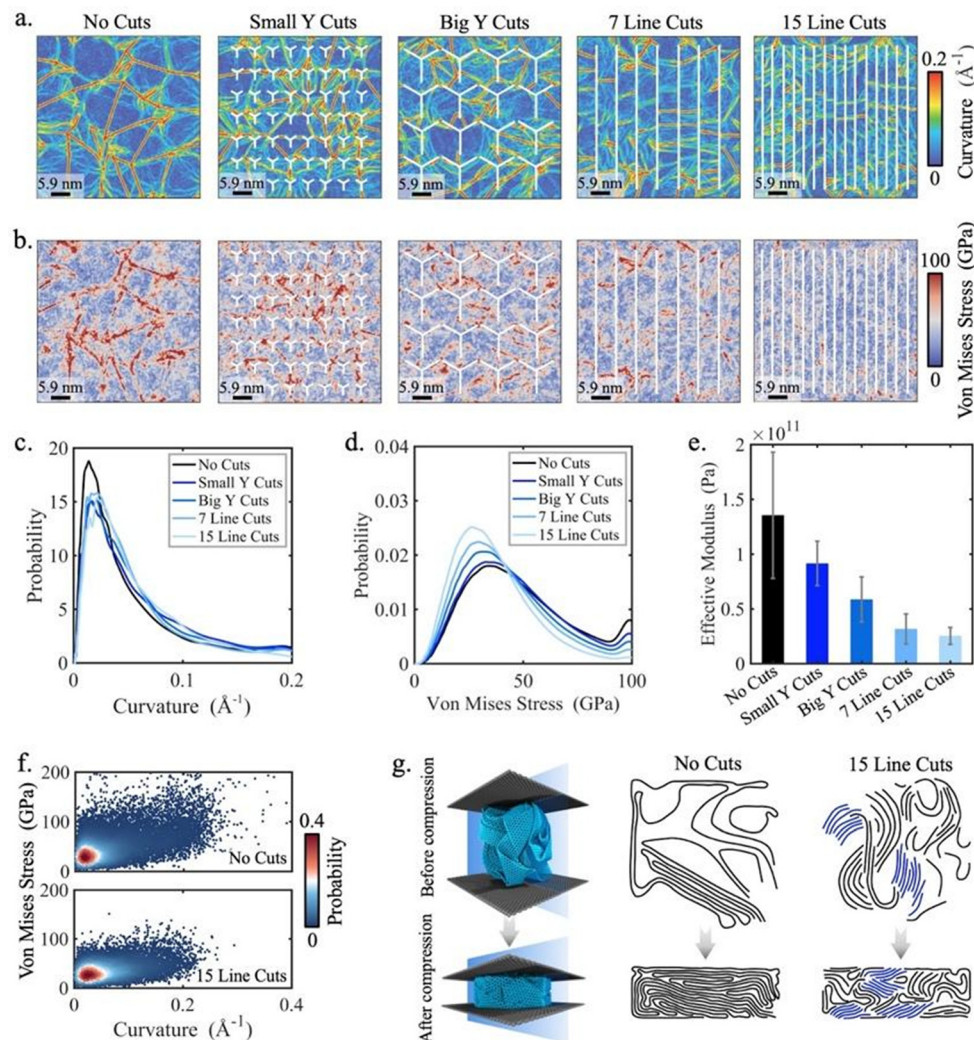 a. No Cuts Small Y Cuts Big Y Cuts 7 Line Cuts 15 Line Cuts
5.9 nm 5.9 nm 5.9 nm 5.9 nm 5.9 nm
0.2
0
Curvature (Å⁻¹)
b.
5.9 nm 5.9 nm 5.9 nm 5.9 nm 5.9 nm
100
0
Von Mises Stress (GPa)
c.
Probability
20
15
10
5
0
No Cuts
Small Y Cuts
Big Y Cuts
7 Line Cuts
15 Line Cuts
0 0.1 0.2
Curvature (Å⁻¹)
d.
Probability
0.04
0.03
0.02
0.01
0
No Cuts
Small Y Cuts
Big Y Cuts
7 Line Cuts
15 Line Cuts
0 50 100
Von Mises Stress (GPa)
e.
×10¹¹
Effective Modulus (Pa)
2
1.5
1
0.5
0
No Cuts
Small Y Cuts
Big Y Cuts
7 Line Cuts
15 Line Cuts
f.
Von Mises Stress (GPa)
200
100
0
No Cuts
200
100
0
15 Line Cuts
0 0.2 0.4
Curvature (Å⁻¹)
0.4
0
Probability
g.
Before compression
After compression
No Cuts
15 Line Cuts